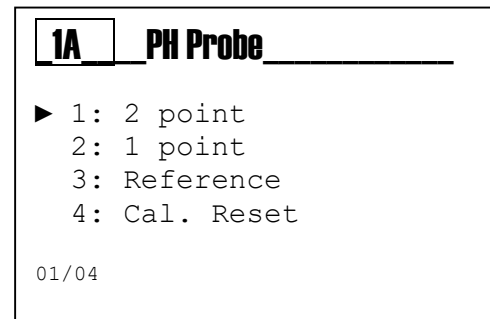 1A PH Probe
► 1: 2 point
2: 1 point
3: Reference
4: Cal. Reset
01/04